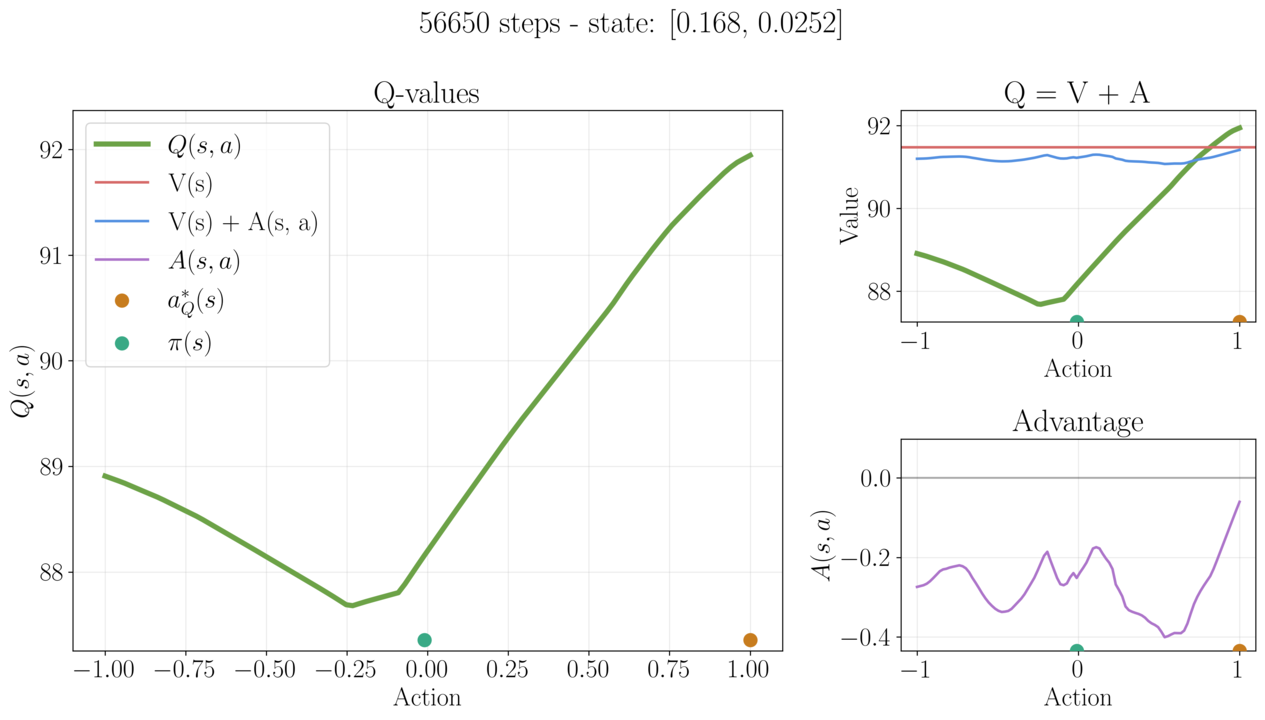 56650 steps - state: [0.168, 0.0252]
Q-values
Q(s, a)
V(s)
V(s) + A(s, a)
A(s, a)
a*Q(s)
π(s)
92
91
90
89
88
Q(s, a)
−1.00 −0.75 −0.50 −0.25 0.00 0.25 0.50 0.75 1.00
Action
Q = V + A
92
90
88
Value
−1 0 1
Action
Advantage
0.0
−0.2
−0.4
A(s, a)
−1 0 1
Action